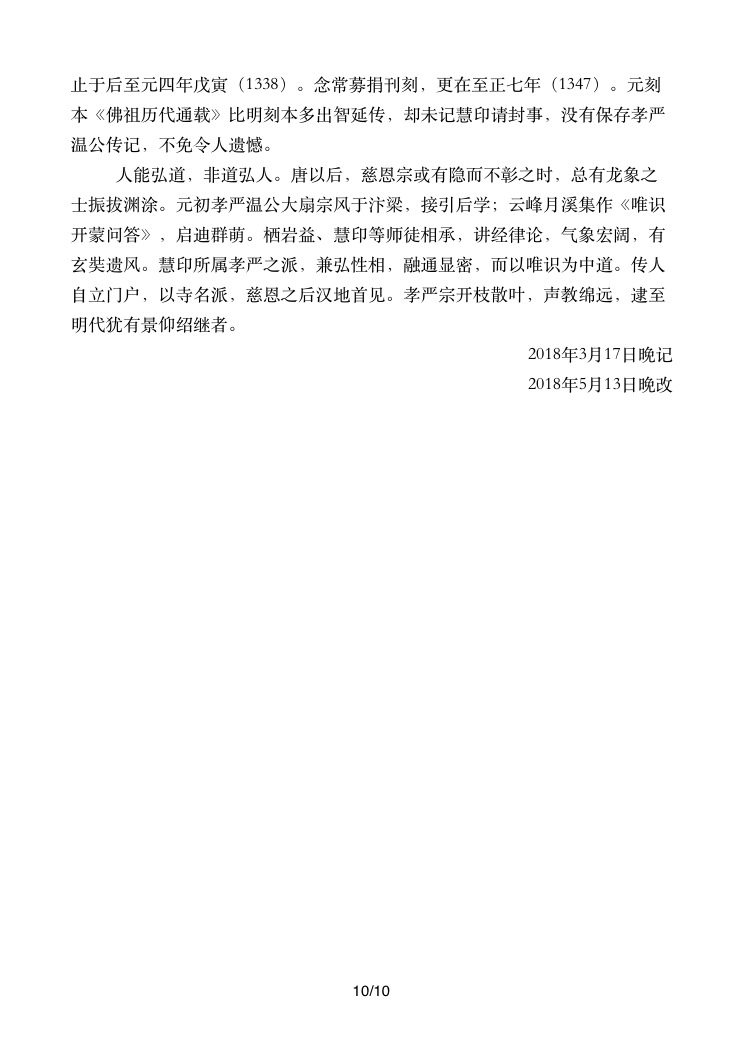 止于后至元四年戊寅（1338）。念常募捐刊刻，更在至正七年（1347）。元刻
本《佛祖历代通载》比明刻本多出智延传，却未记慧印请封事，没有保存孝严
温公传记，不免令人遗憾。
人能弘道，非道弘人。唐以后，慈恩宗或有隐而不彰之时，总有龙象之
士振拔渊涂。元初孝严温公大扇宗风于汴梁，接引后学；云峰月溪集作《唯识
开蒙问答》，启迪群萌。栖岩益、慧印等师徒相承，讲经律论，气象宏阔，有
玄奘遗风。慧印所属孝严之派，兼弘性相，融通显密，而以唯识为中道。传人
自立门户，以寺名派，慈恩之后汉地首见。孝严宗开枝散叶，声教绵远，逮至
明代犹有景仰绍继者。
2018年3月17日晚记
2018年5月13日晚改
10/10